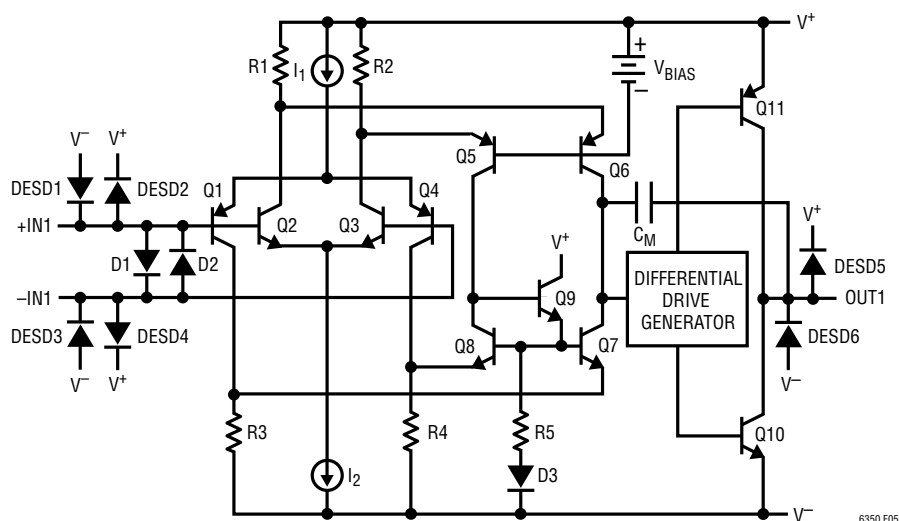 V+
R1
I1
R2
+
VBIAS
−
Q11
V− V+
Q5
Q6
DESD1
DESD2
Q1
Q4
+IN1
Q2
Q3
CM
V+
D1
D2
V+
DIFFERENTIAL
DRIVE
GENERATOR
DESD5
−IN1
Q9
OUT1
DESD3
DESD4
Q8
Q7
DESD6
V− V+
V−
R3
R4
R5
Q10
I2
D3
V−
6350 F05